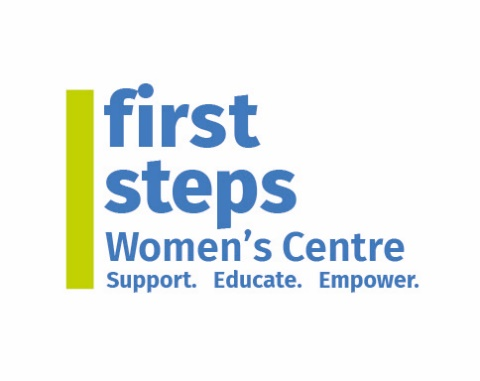 first
steps
Women’s Centre
Support. Educate. Empower.